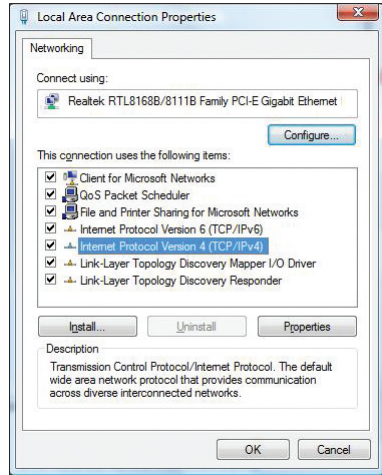 Local Area Connection Properties
Networking
Connect using:
Realtek RTL8168B/8111B Family PCI-E Gigabit Ethernet
Configure...
This connection uses the following items:
Client for Microsoft Networks
QoS Packet Scheduler
File and Printer Sharing for Microsoft Networks
Internet Protocol Version 6 (TCP/IPv6)
Internet Protocol Version 4 (TCP/IPv4)
Link-Layer Topology Discovery Mapper I/O Driver
Link-Layer Topology Discovery Responder
Install... Uninstall Properties
Description
Transmission Control Protocol/Internet Protocol. The default
wide area network protocol that provides communication
across diverse interconnected networks.
OK Cancel